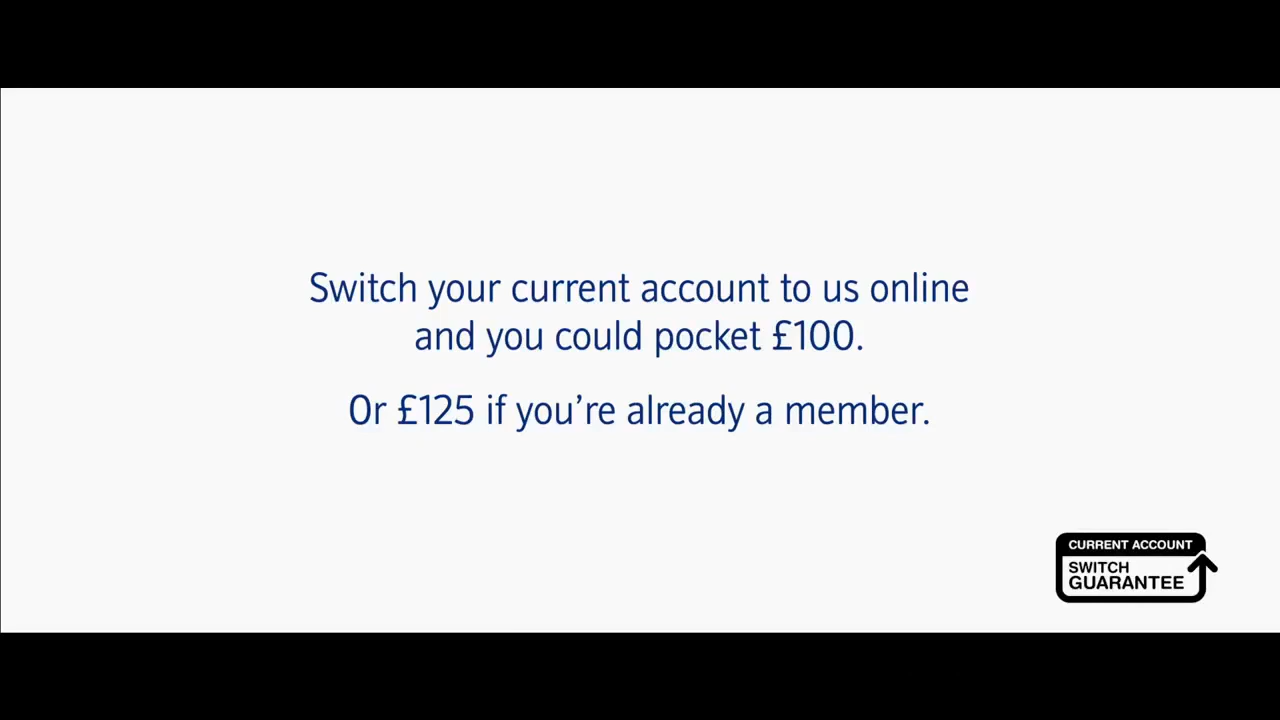 Switch your current account to us online
and you could pocket £100.
Or £125 if you’re already a member.
CURRENT ACCOUNT
SWITCH
GUARANTEE